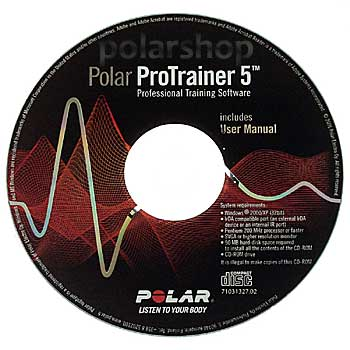 polarshop
Polar ProTrainer 5™
Professional Training Software
includes
User Manual
System requirements:
• Windows® 2000/XP (32bit)
• IrDA compatible port (an external IrDA
device or an internal IR port)
• Pentium 200 MHz processor or faster
• SVGA or higher resolution monitor
• 50 MB hard disk space required
to install all the contents of the CD-ROM
• CD-ROM drive
It is illegal to make copies of this CD-ROM.
COMPACT
disc
71031327.02
POLAR
LISTEN TO YOUR BODY